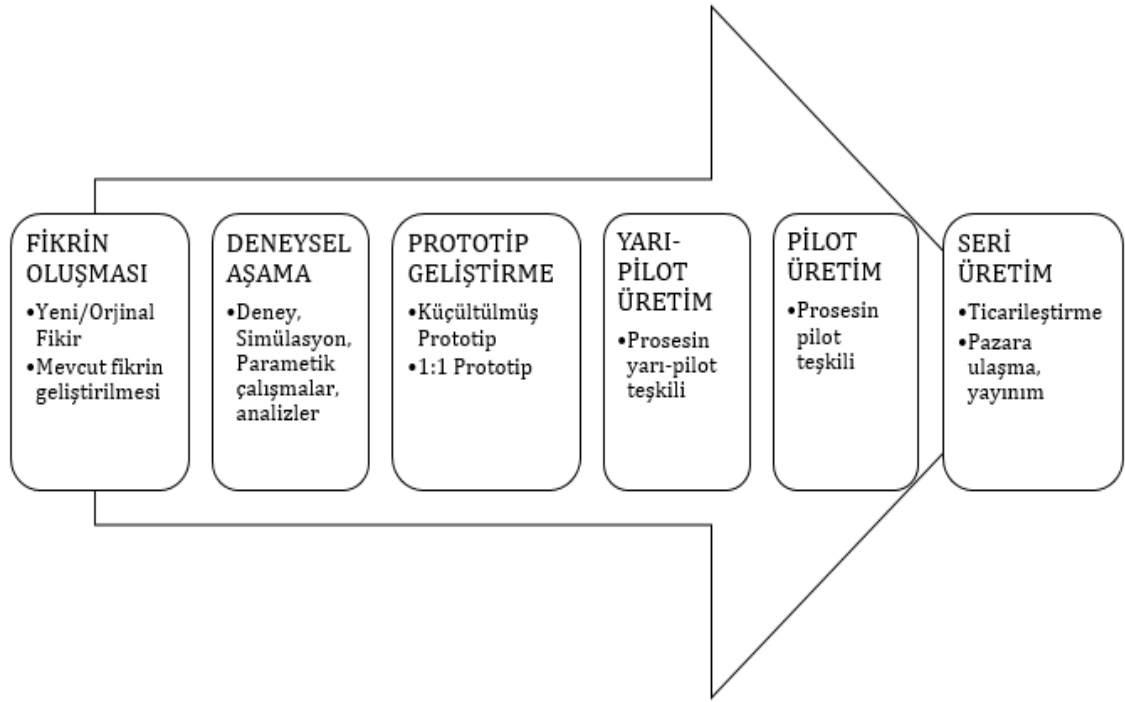 FİKRİN
OLUŞMASI
•Yeni/Orjinal
Fikir
•Mevcut fikrin
geliştirilmesi
DENEYSEL
AŞAMA
•Deney,
Simülasyon,
Parametik
çalışmalar,
analizler
PROTOTİP
GELİŞTİRME
•Küçültülmüş
Prototip
•1:1 Prototip
YARI-
PİLOT
ÜRETİM
•Prosesin
yarı-pilot
teşkili
PİLOT
ÜRETİM
•Prosesin
pilot
teşkili
SERİ
ÜRETİM
•Ticarileştirme
•Pazara
ulaşma,
yayınım